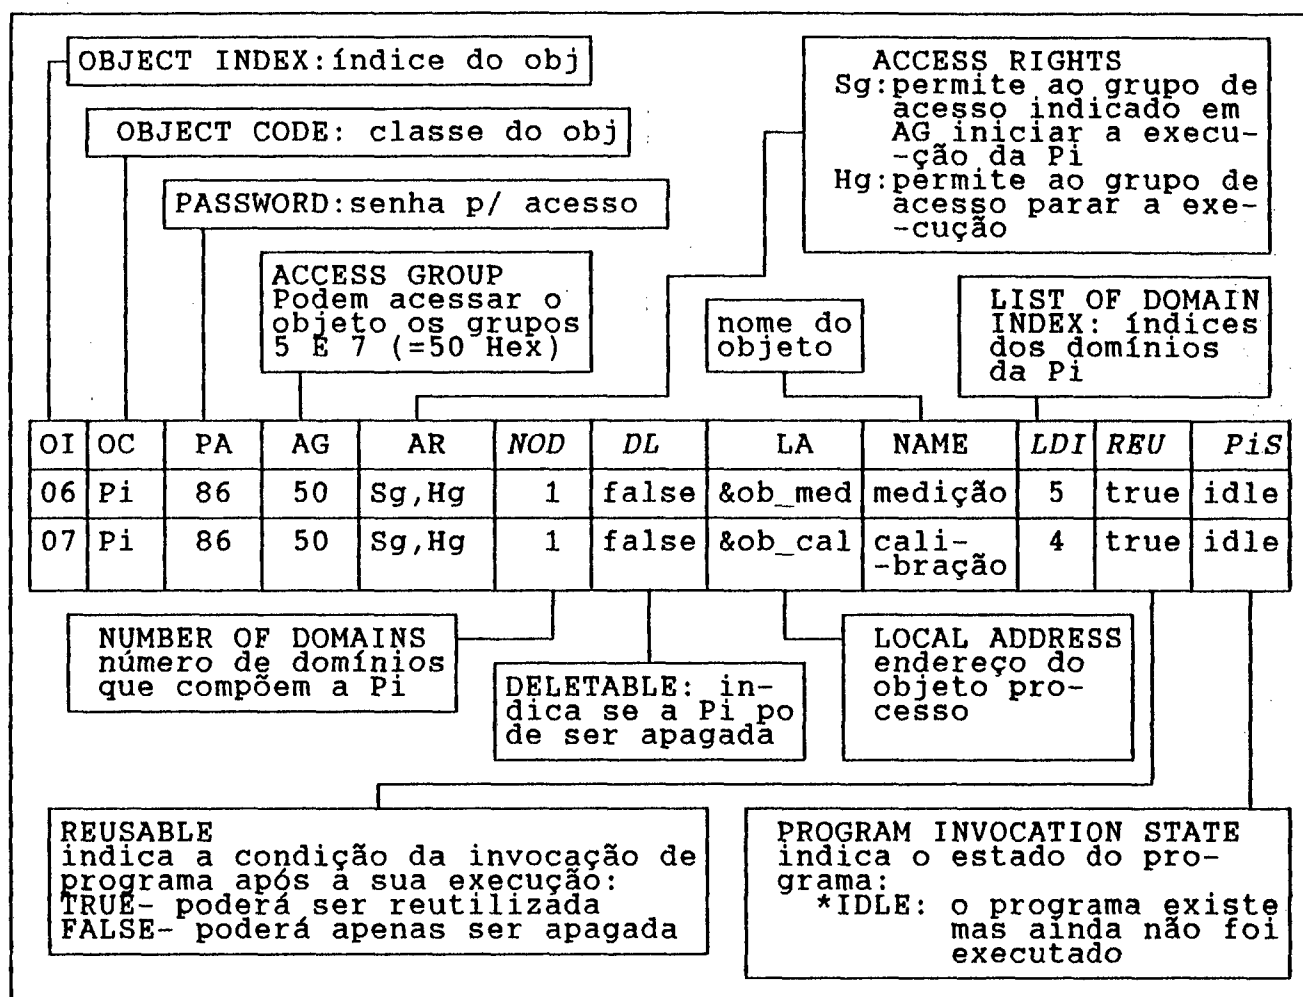 OBJECT INDEX:índice do obj
OBJECT CODE: classe do obj
PASSWORD:senha p/ acesso
ACCESS GROUP
Podem acessar o
objeto os grupos
5 E 7 (=50 Hex)
ACCESS RIGHTS
Sg:permite ao grupo de
acesso indicado em
AG iniciar a execu-
-ção da Pi
Hg:permite ao grupo de
acesso parar a exe-
-cução
nome do
objeto
LIST OF DOMAIN
INDEX: índices
dos domínios
da Pi
OI OC PA AG AR NOD DL LA NAME LDI REU PiS
06 Pi 86 50 Sg,Hg 1 false &ob_med medição 5 true idle
07 Pi 86 50 Sg,Hg 1 false &ob_cal cali- 4 true idle
-bração
NUMBER OF DOMAINS
número de domínios
que compõem a Pi
DELETABLE: in-
dica se a Pi po
de ser apagada
LOCAL ADDRESS
endereço do
objeto pro-
cesso
REUSABLE
indica a condição da invocação de
programa após a sua execução:
TRUE- poderá ser reutilizada
FALSE- poderá apenas ser apagada
PROGRAM INVOCATION STATE
indica o estado do pro-
grama:
*IDLE: o programa existe
mas ainda não foi
executado